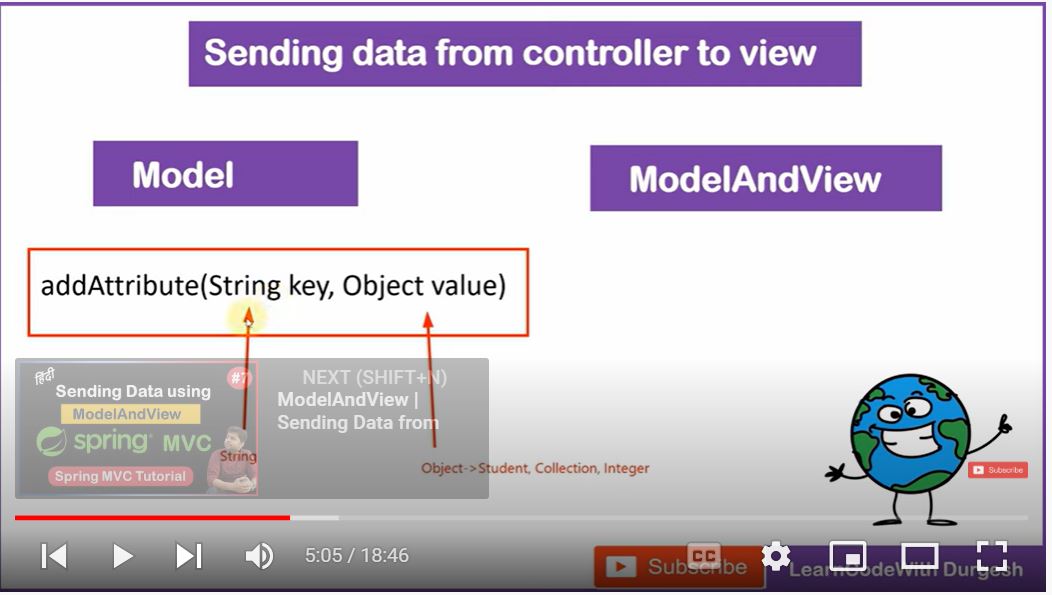 Sending data from controller to view
Model
ModelAndView
addAttribute(String key, Object value)
हिंदी
Sending Data using
#7
ModelAndView
spring MVC
Spring MVC Tutorial
NEXT (SHIFT+N)
ModelAndView |
Sending Data from
String
Object->Student, Collection, Integer
Subscribe
5:05 / 18:46
Subscribe
CC
LearnCodeWith Durgesh